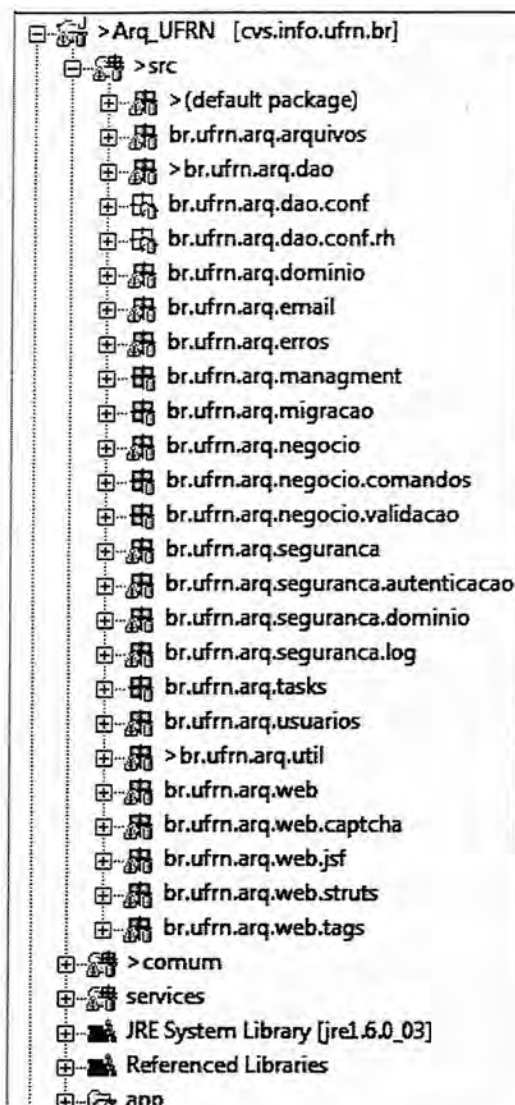 >Arq_UFRN [cvs.info.ufrn.br]
>src
>(default package)
br.ufrn.arq.arquivos
>br.ufrn.arq.dao
br.ufrn.arq.dao.conf
br.ufrn.arq.dao.conf.rh
br.ufrn.arq.dominio
br.ufrn.arq.email
br.ufrn.arq.erros
br.ufrn.arq.managment
br.ufrn.arq.migracao
br.ufrn.arq.negocio
br.ufrn.arq.negocio.comandos
br.ufrn.arq.negocio.validacao
br.ufrn.arq.seguranca
br.ufrn.arq.seguranca.autenticacao
br.ufrn.arq.seguranca.dominio
br.ufrn.arq.seguranca.log
br.ufrn.arq.tasks
br.ufrn.arq.usuarios
>br.ufrn.arq.util
br.ufrn.arq.web
br.ufrn.arq.web.captcha
br.ufrn.arq.web.jsf
br.ufrn.arq.web.struts
br.ufrn.arq.web.tags
>comum
services
JRE System Library [jre1.6.0_03]
Referenced Libraries
app